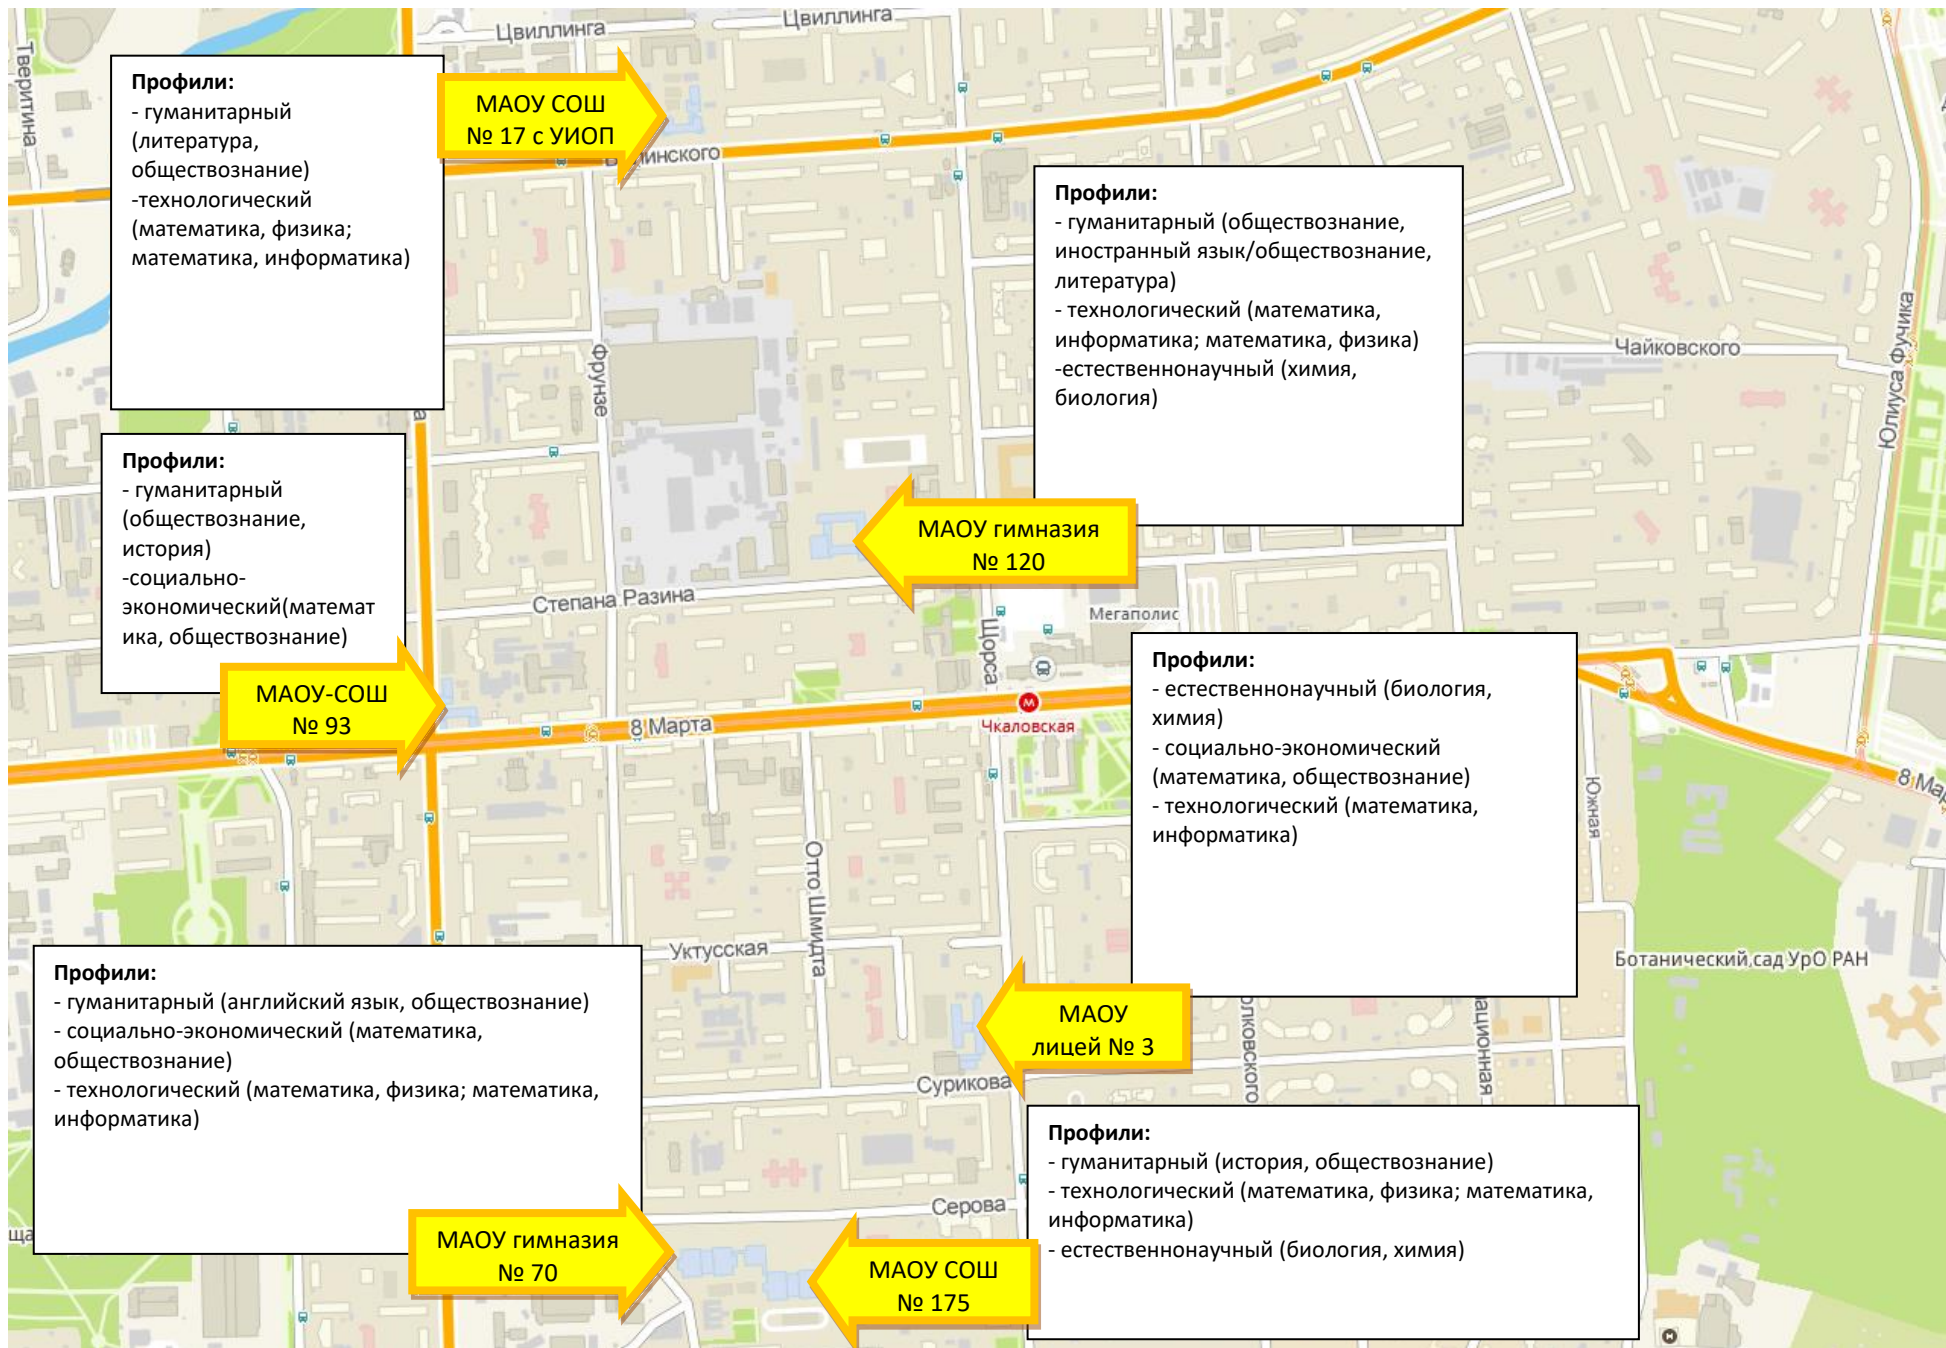 Цвиллинга
Цвиллинга
Тверитина
Профили:
- гуманитарный
(литература,
обществознание)
-технологический
(математика, физика;
математика, информатика)
МАОУ СОШ
№ 17 с УИОП
Профили:
- гуманитарный (обществознание,
иностранный язык/обществознание,
литература)
- технологический (математика,
информатика; математика, физика)
-естественнонаучный (химия,
биология)
Чайковского
Юлиуса Фучика
Фрунзе
Профили:
- гуманитарный
(обществознание,
история)
-социально-
экономический(математ
ика, обществознание)
МАОУ гимназия
№ 120
Степана Разина
Мегаполис
Щорса
МАОУ-СОШ
№ 93
8 Марта
Чкаловская
Профили:
- естественнонаучный (биология,
химия)
- социально-экономический
(математика, обществознание)
- технологический (математика,
информатика)
Южная
8 Мар
Отто Шмидта
Уктусская
Ботанический сад УрО РАН
Профили:
- гуманитарный (английский язык, обществознание)
- социально-экономический (математика,
обществознание)
- технологический (математика, физика; математика,
информатика)
МАОУ
лицей № 3
олковского
ационная
Сурикова
Профили:
- гуманитарный (история, обществознание)
- технологический (математика, физика; математика,
информатика)
- естественнонаучный (биология, химия)
Серова
МАОУ гимназия
№ 70
МАОУ СОШ
№ 175